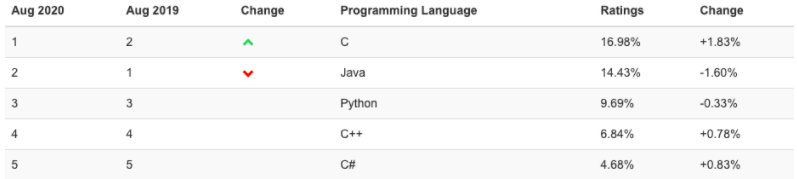 Aug 2020 Aug 2019 Change Programming Language Ratings Change
1 2 C 16.98% +1.83%
2 1 Java 14.43% -1.60%
3 3 Python 9.69% -0.33%
4 4 C++ 6.84% +0.78%
5 5 C# 4.68% +0.83%